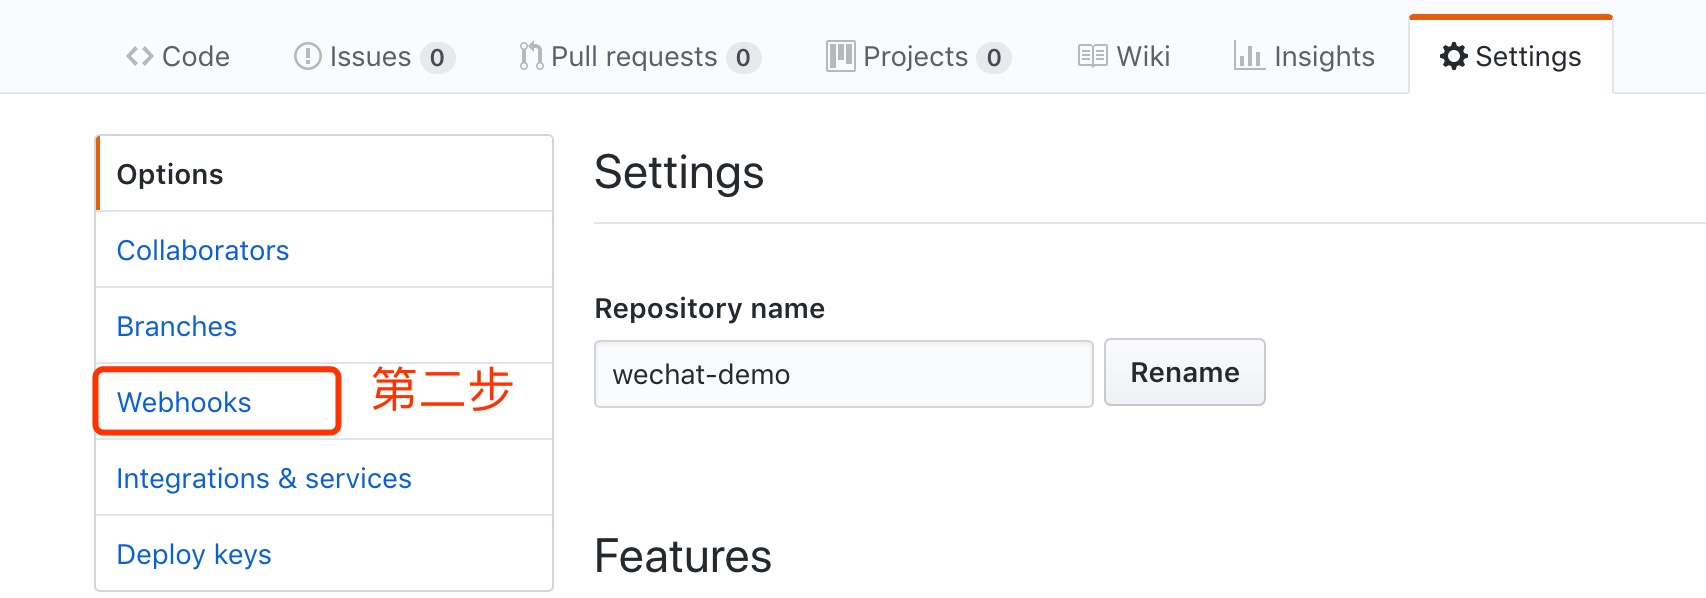 Code Issues 0 Pull requests 0 Projects 0 Wiki Insights Settings
Options
Collaborators
Branches
Webhooks 第二步
Integrations & services
Deploy keys
Settings
Repository name
wechat-demo Rename
Features